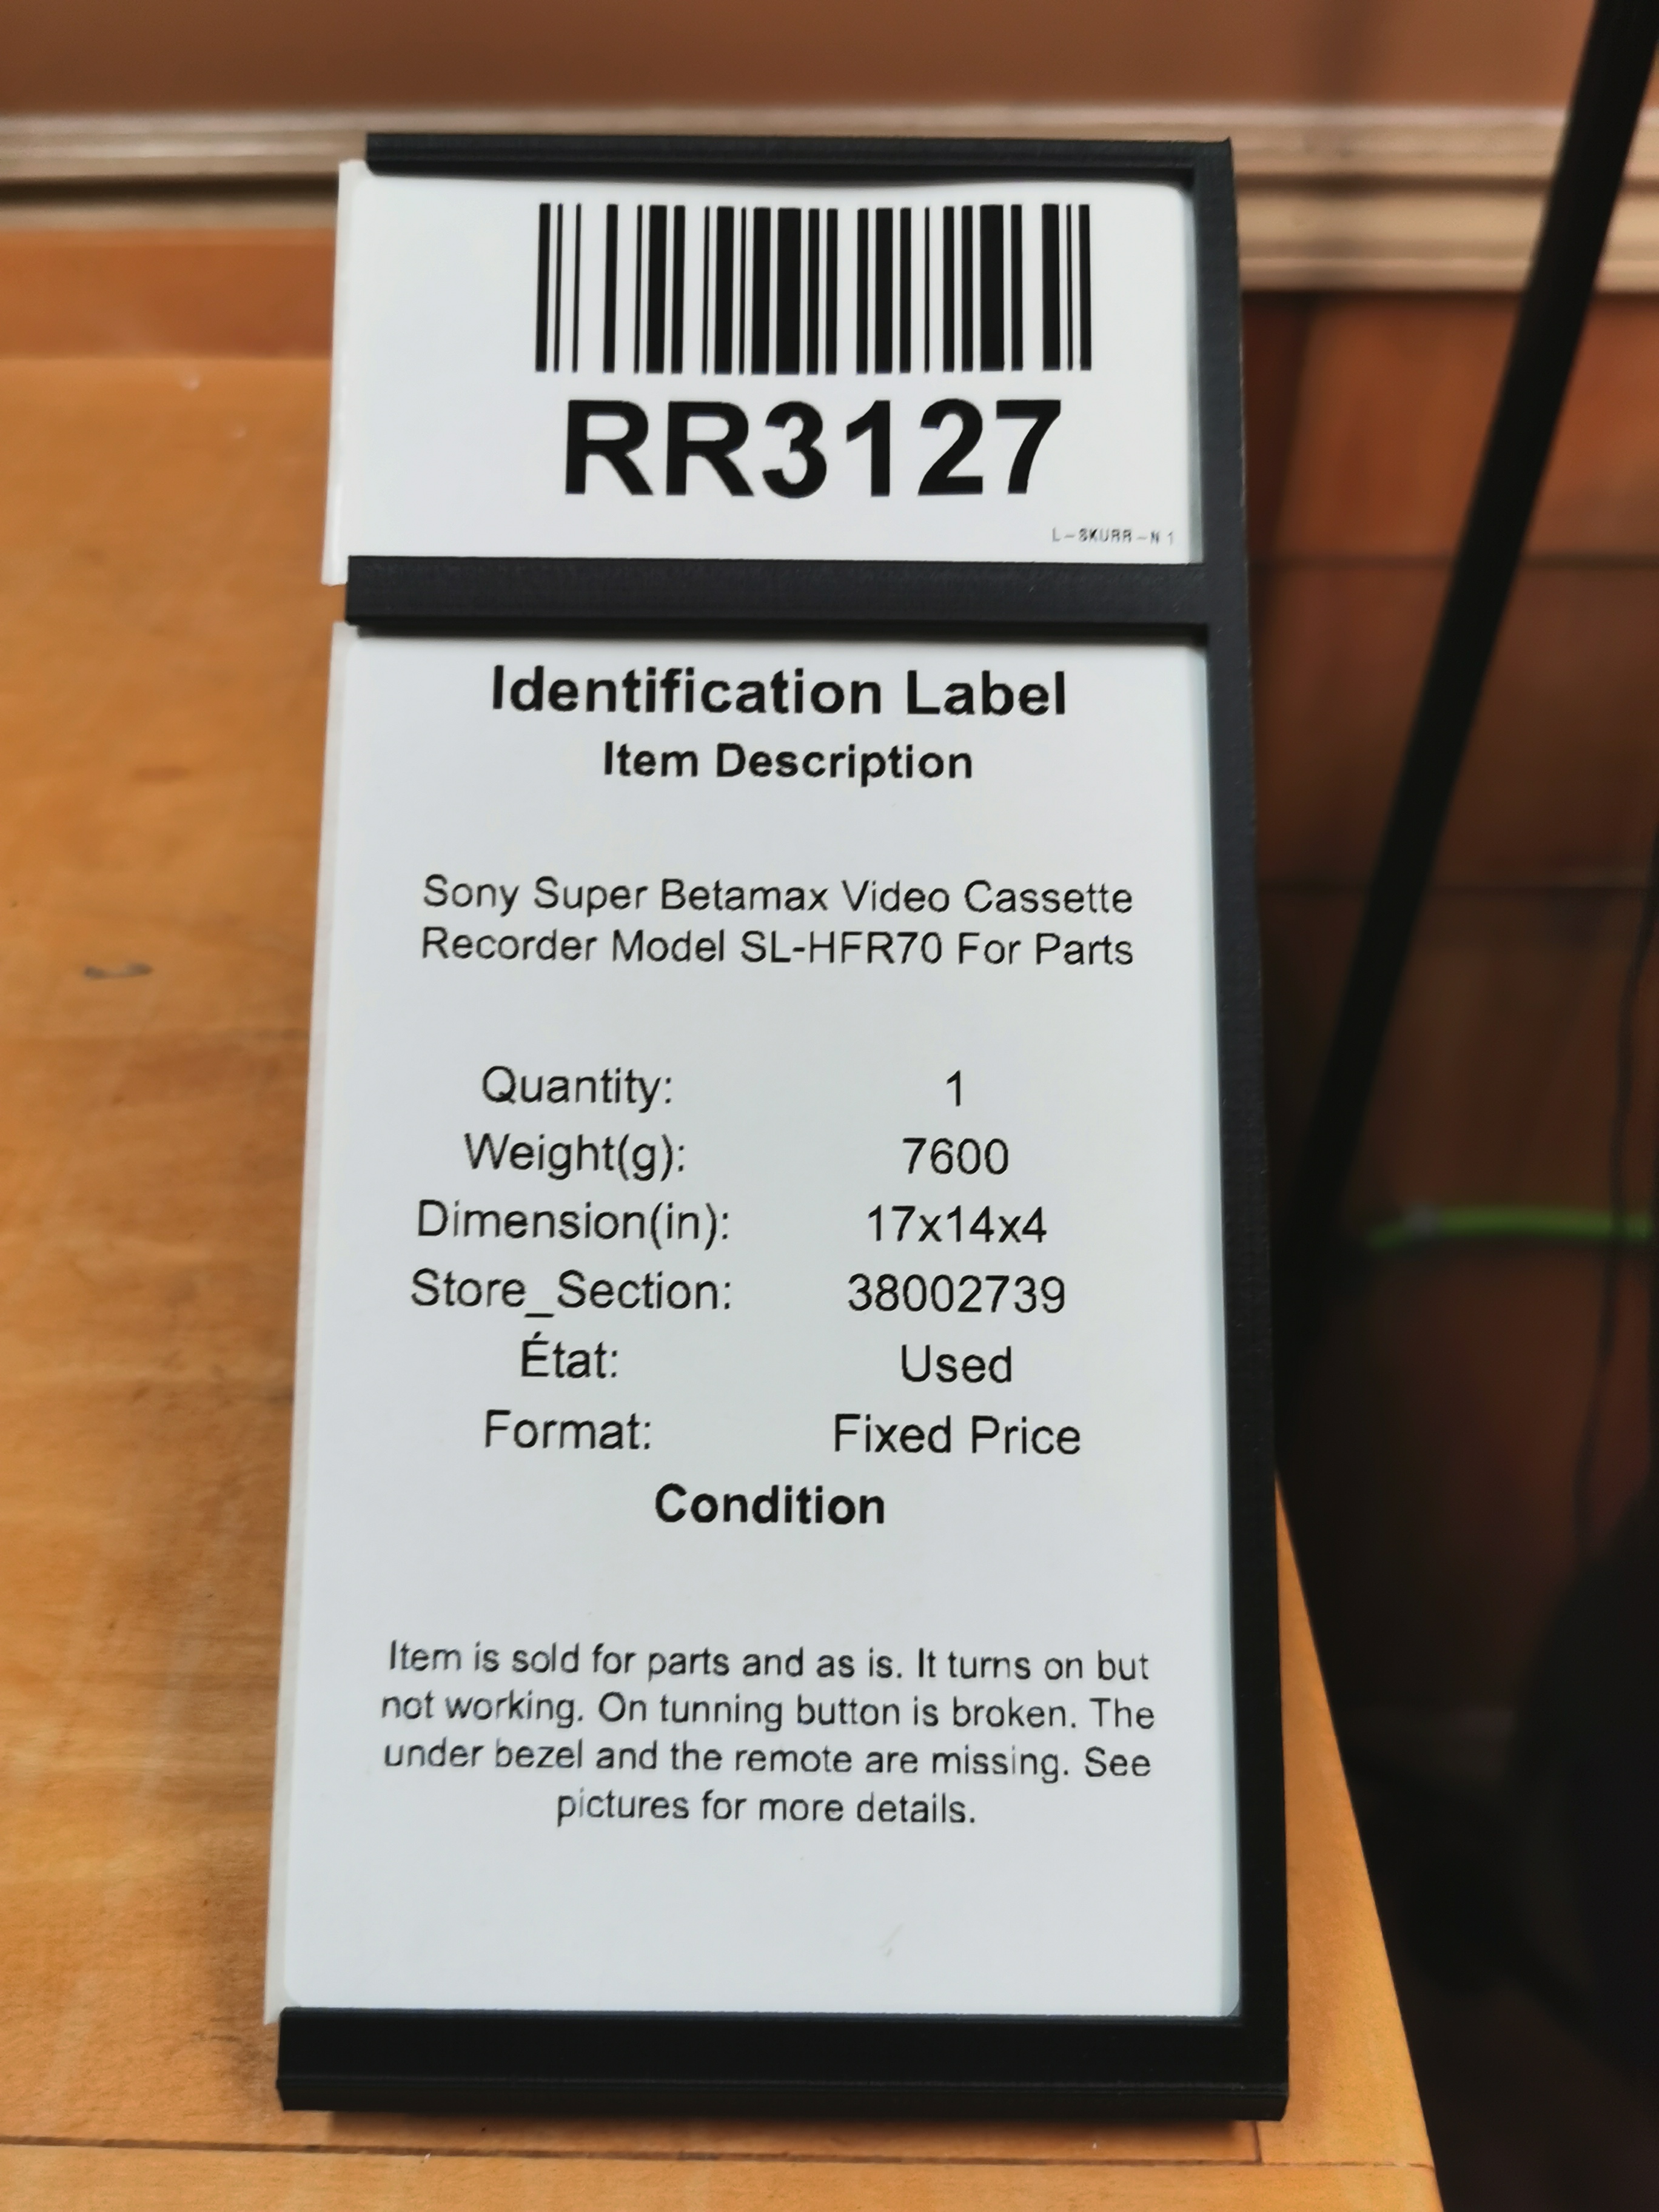 RR3127
L-SKURR-N1
Identification Label
Item Description
Sony Super Betamax Video Cassette
Recorder Model SL-HFR70 For Parts
Quantity: 1
Weight(g): 7600
Dimension(in): 17x14x4
Store_Section: 38002739
État: Used
Format: Fixed Price
Condition
Item is sold for parts and as is. It turns on but
not working. On tunning button is broken. The
under bezel and the remote are missing. See
pictures for more details.